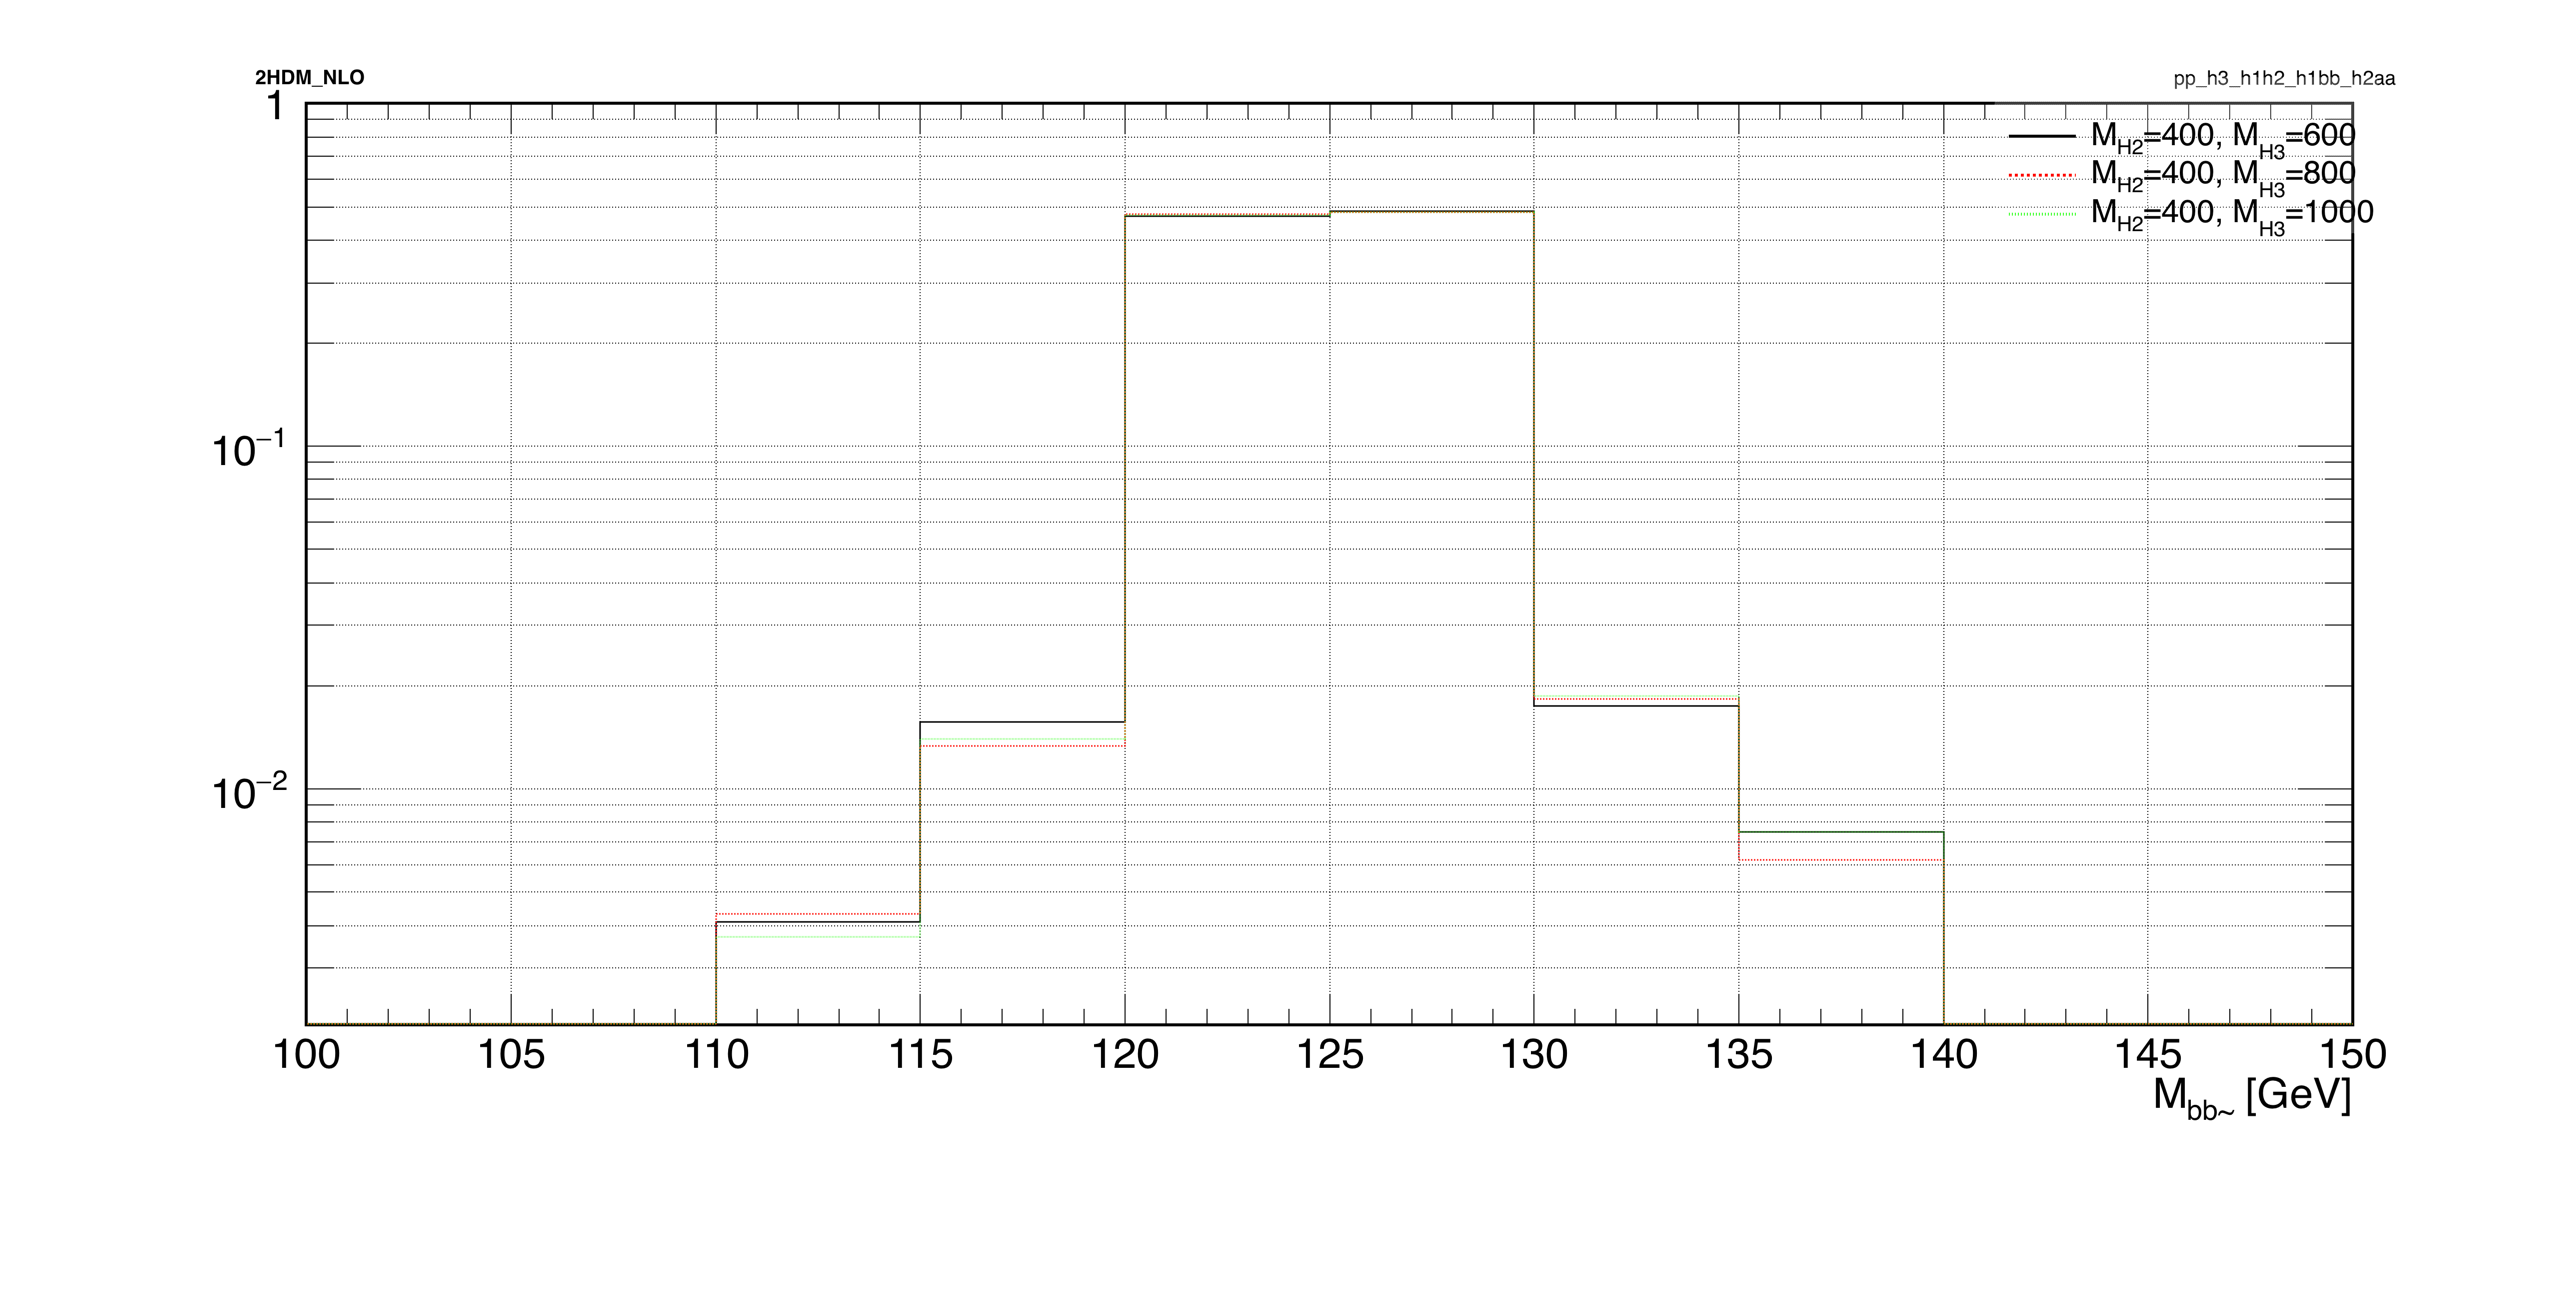 2HDM_NLO
pp_h3_h1h2_h1bb_h2aa
M_H2=400, M_H3=600
M_H2=400, M_H3=800
M_H2=400, M_H3=1000
1
10⁻¹
10⁻²
100 105 110 115 120 125 130 135 140 145 150
M_bb~ [GeV]